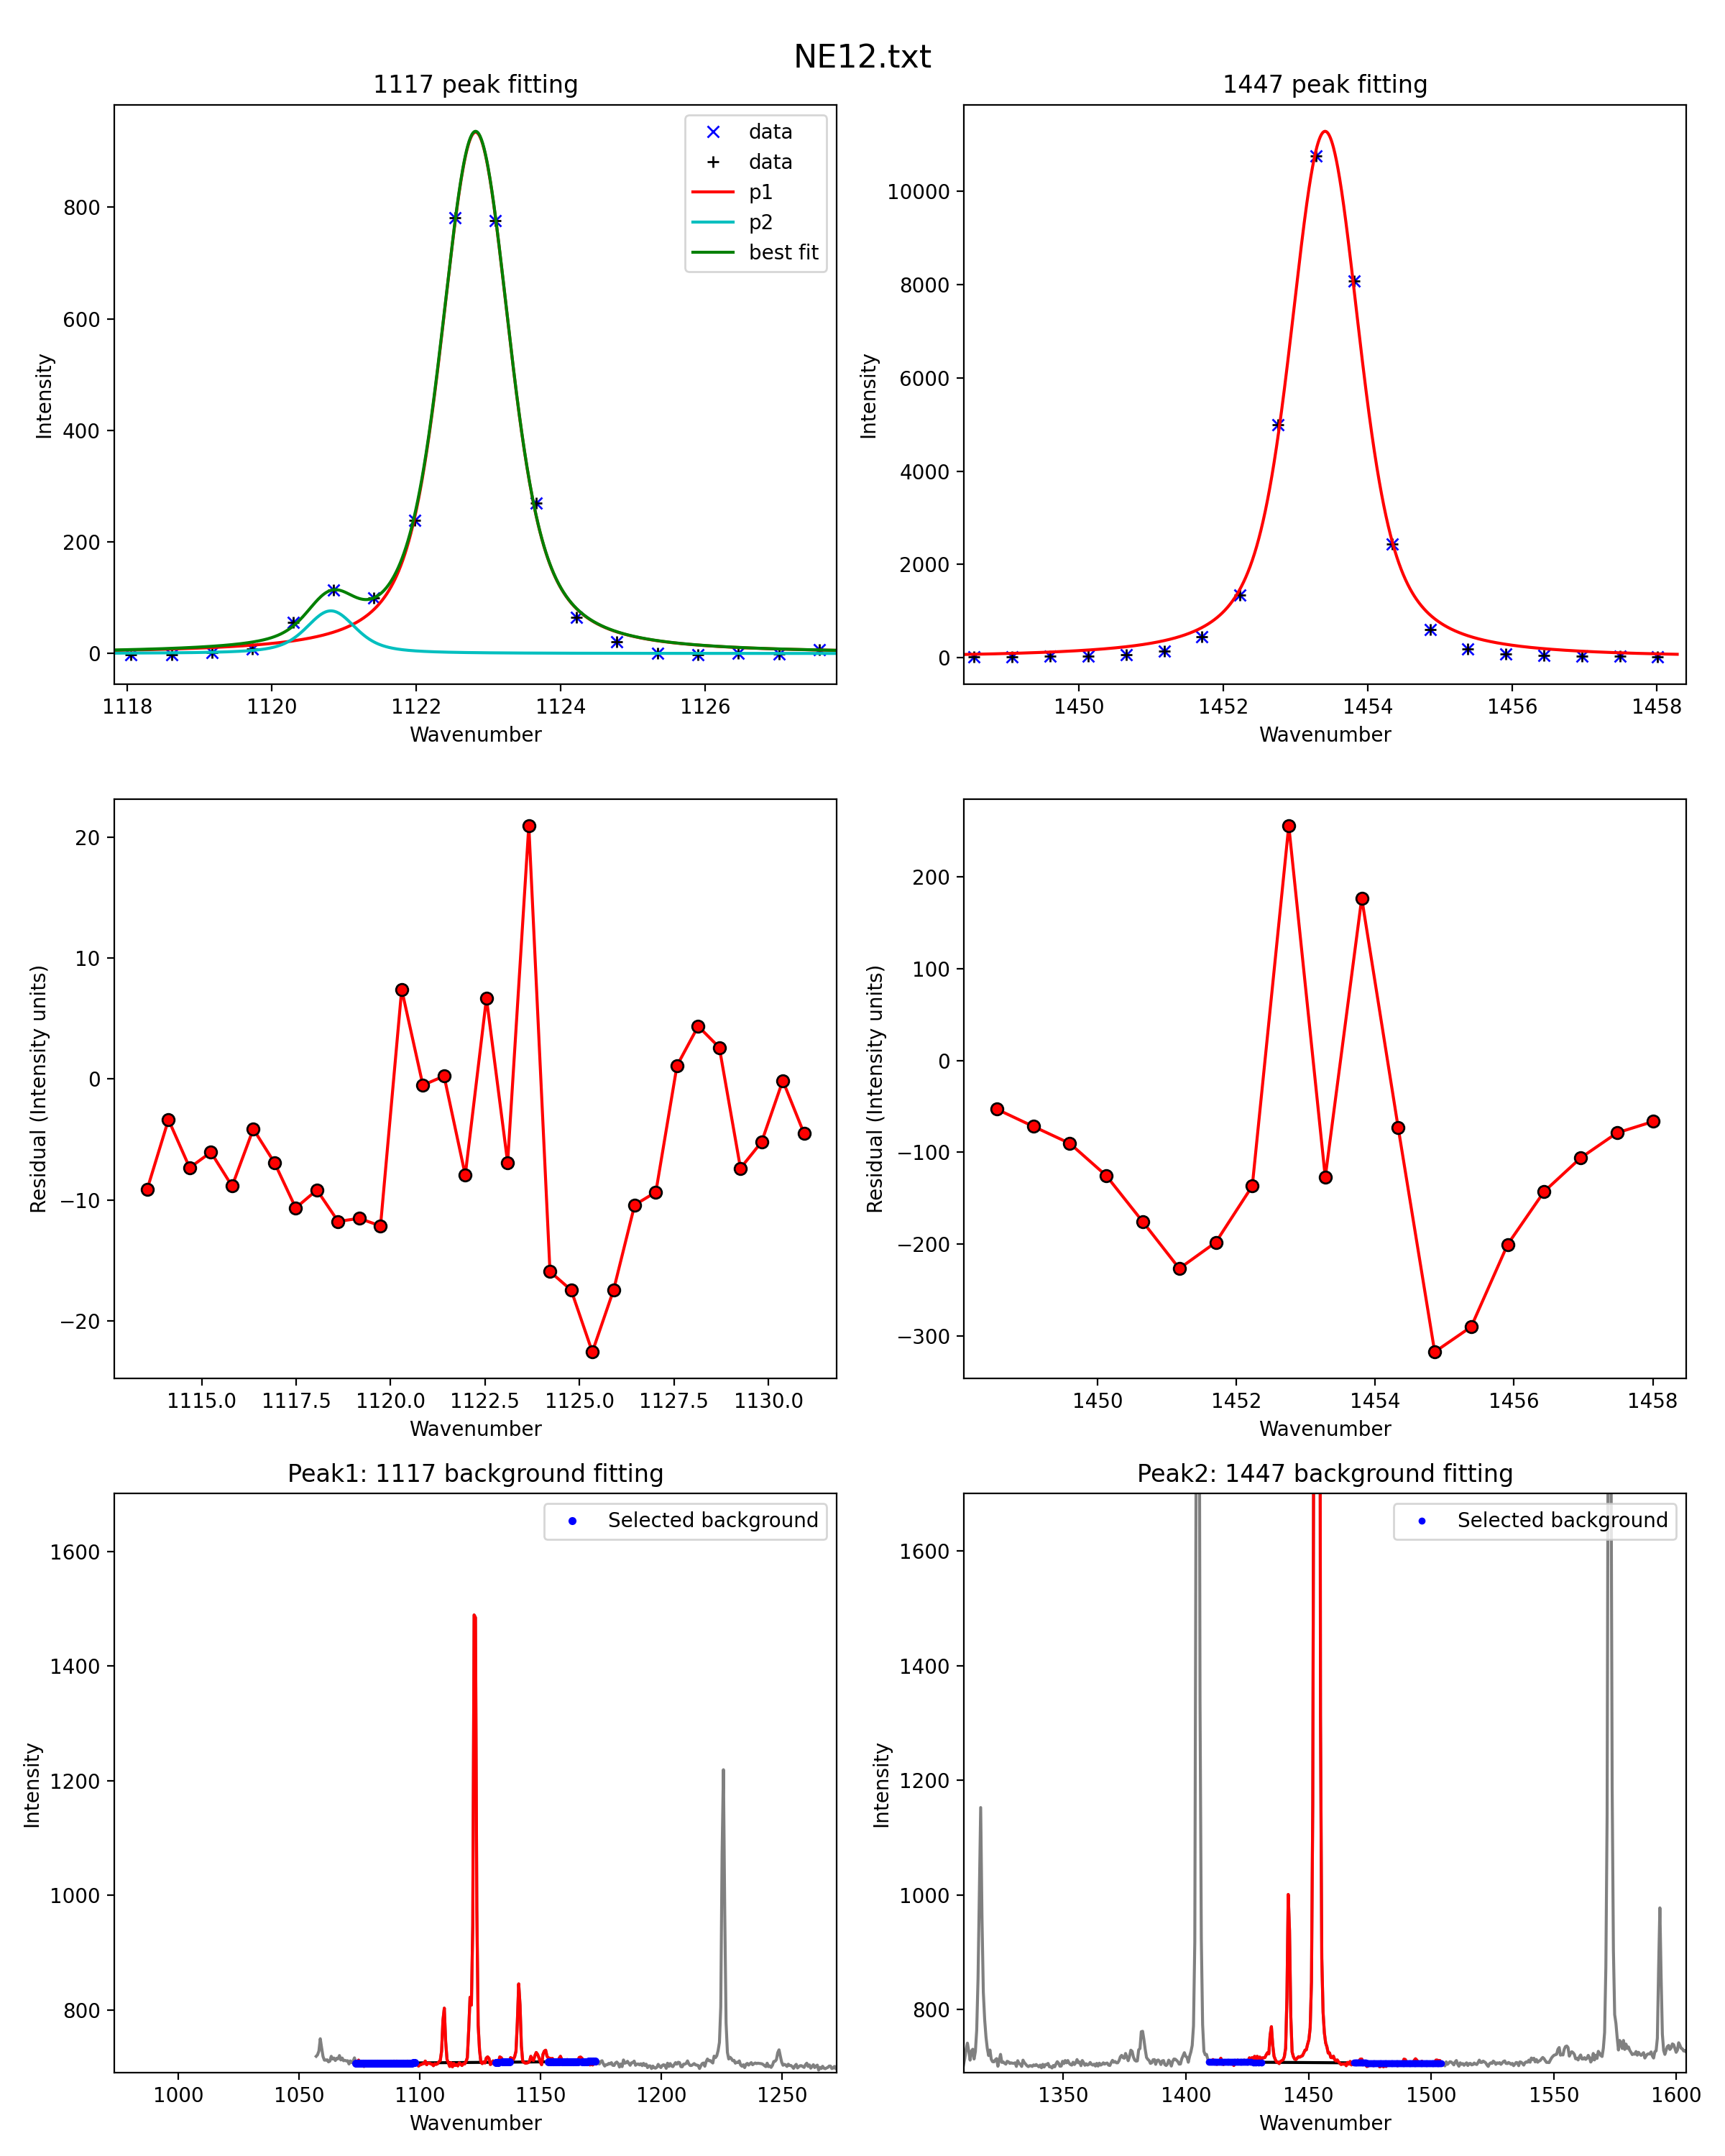 NE12.txt
1117 peak fitting
1447 peak fitting
data
data
p1
p2
best fit
800
600
400
200
0
Intensity
1118 1120 1122 1124 1126
Wavenumber
10000
8000
6000
4000
2000
0
Intensity
1450 1452 1454 1456 1458
Wavenumber
20
10
0
−10
−20
Residual (Intensity units)
1115.0 1117.5 1120.0 1122.5 1125.0 1127.5 1130.0
Wavenumber
200
100
0
−100
−200
−300
Residual (Intensity units)
1450 1452 1454 1456 1458
Wavenumber
Peak1: 1117 background fitting
Selected background
1600
1400
1200
1000
800
Intensity
1000 1050 1100 1150 1200 1250
Wavenumber
Peak2: 1447 background fitting
Selected background
1600
1400
1200
1000
800
Intensity
1350 1400 1450 1500 1550 1600
Wavenumber